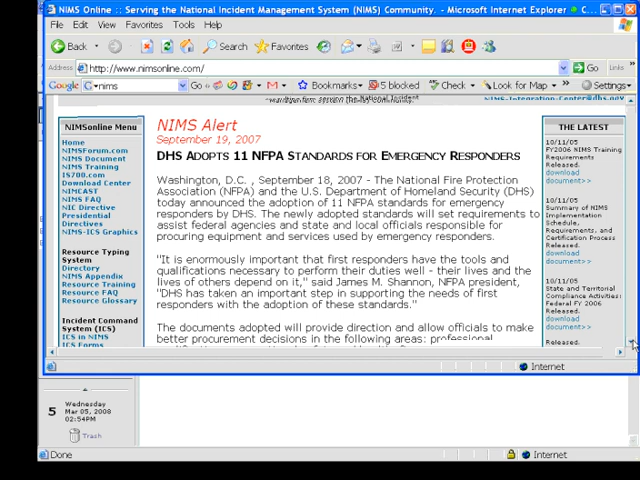 NIMS Online :: Serving the National Incident Management System (NIMS) Community. - Microsoft Internet Explorer
File Edit View Favorites Tools Help
Back Search Favorites
Address http://www.nimsonline.com/ Go
Google nims Go Bookmarks 5 blocked Check Look for Map Settings
NIMS-Integration-Center@dhs.gov
NIMSonline Menu
Home
NIMSForum.com
NIMS Document
NIMS Training
IS700.com
Download Center
NIMCAST
NIMS FAQ
NIC Directive
Presidential
Directives
NIMS-ICS Graphics
Resource Typing
System
Directory
NIMS Appendix
Resource Training
Resource FAQ
Resource Glossary
Incident Command
System (ICS)
ICS in NIMS
ICS Forms
NIMS Alert
September 19, 2007
DHS ADOPTS 11 NFPA STANDARDS FOR EMERGENCY RESPONDERS
Washington, D.C. , September 18, 2007 - The National Fire Protection
Association (NFPA) and the U.S. Department of Homeland Security (DHS)
today announced the adoption of 11 NFPA standards for emergency
responders by DHS. The newly adopted standards will set requirements to
assist federal agencies and state and local officials responsible for
procuring equipment and services used by emergency responders.
"It is enormously important that first responders have the tools and
qualifications necessary to perform their duties well - their lives and the
lives of others depend on it," said James M. Shannon, NFPA president,
"DHS has taken an important step in supporting the needs of first
responders with the adoption of these standards."
The documents adopted will provide direction and allow officials to make
better procurement decisions in the following areas: professional
THE LATEST
10/11/05
FY2006 NIMS Training
Requirements
Released.
download
document>>
10/11/05
Summary of NIMS
Implementation
Schedule,
Requirements, and
Certification Process
Released.
download
document>>
10/11/05
State and Territorial
Compliance Activities:
Federal FY 2006
Released.
download
document>>
Released.
Internet
5
Wednesday
Mar 05, 2008
02:54PM
Trash
Done
Internet